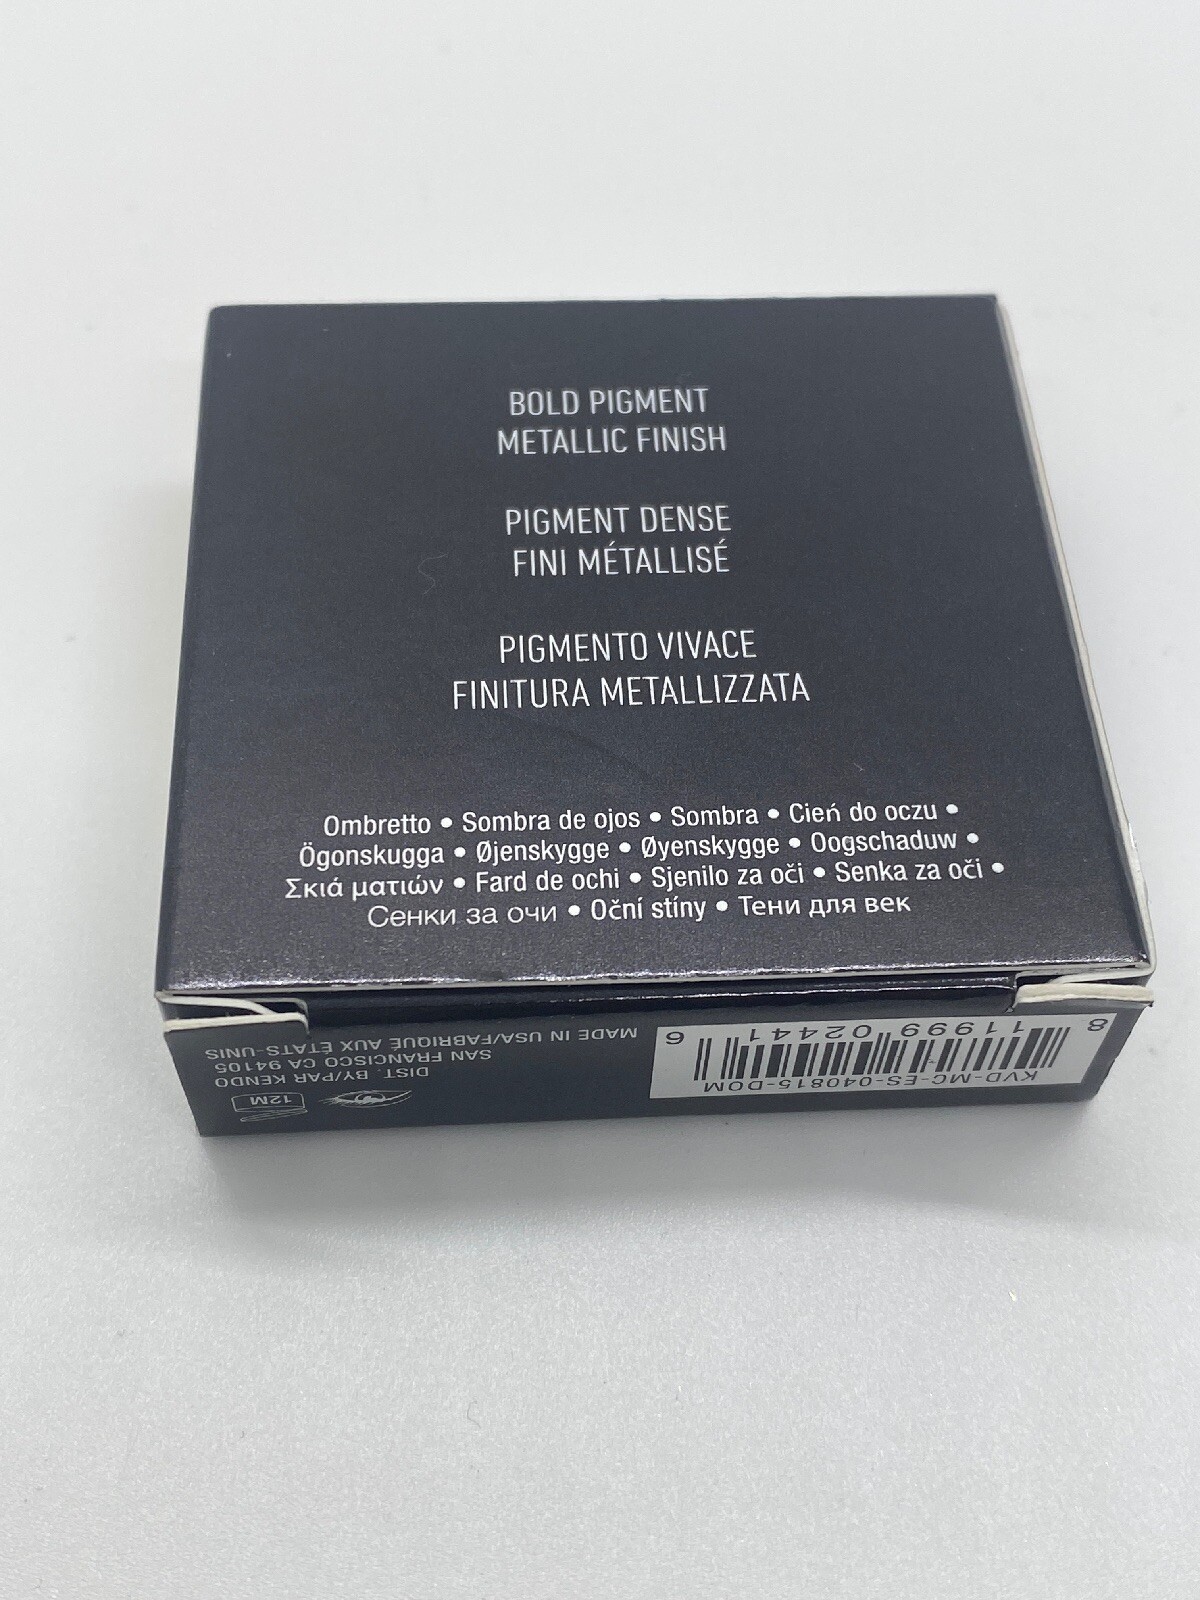 BOLD PIGMENT
METALLIC FINISH
PIGMENT DENSE
FINI MÉTALLISÉ
PIGMENTO VIVACE
FINITURA METALLIZZATA
Ombretto • Sombra de ojos • Sombra • Cień do oczu •
Ögonskugga • Øjenskygge • Øyenskygge • Oogschaduw •
Σκιά ματιών • Fard de ochi • Sjenilo za oči • Senka za oči •
Сенки за очи • Oční stíny • Тени для век
KVD-MC-ES-040815-DOM
8 11999 02441 6
12M
DIST. BY/PAR KENDO
SAN FRANCISCO CA 94105
MADE IN USA/FABRIQUÉ AUX ÉTATS-UNIS